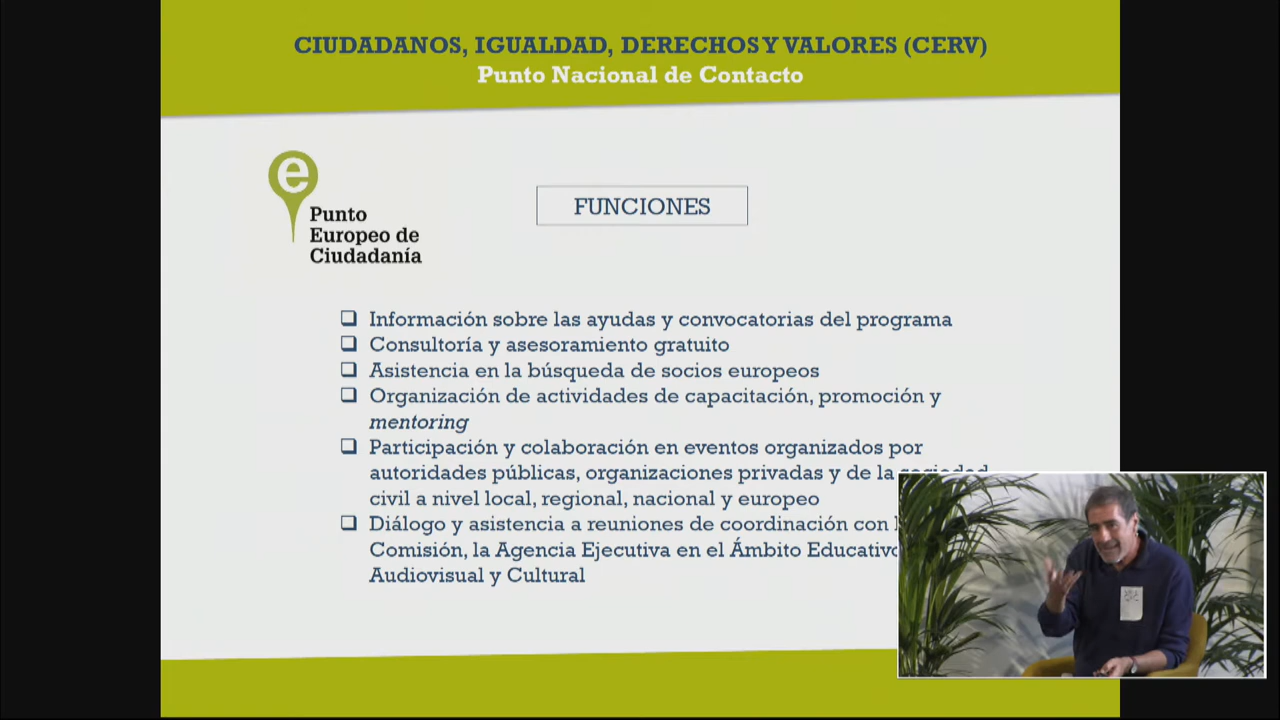 CIUDADANOS, IGUALDAD, DERECHOS Y VALORES (CERV)
Punto Nacional de Contacto
e
Punto
Europeo de
Ciudadanía
FUNCIONES
Información sobre las ayudas y convocatorias del programa
Consultoría y asesoramiento gratuito
Asistencia en la búsqueda de socios europeos
Organización de actividades de capacitación, promoción y
mentoring
Participación y colaboración en eventos organizados por
autoridades públicas, organizaciones privadas y de la sociedad
civil a nivel local, regional, nacional y europeo
Diálogo y asistencia a reuniones de coordinación con
Comisión, la Agencia Ejecutiva en el Ámbito Educativo
Audiovisual y Cultural